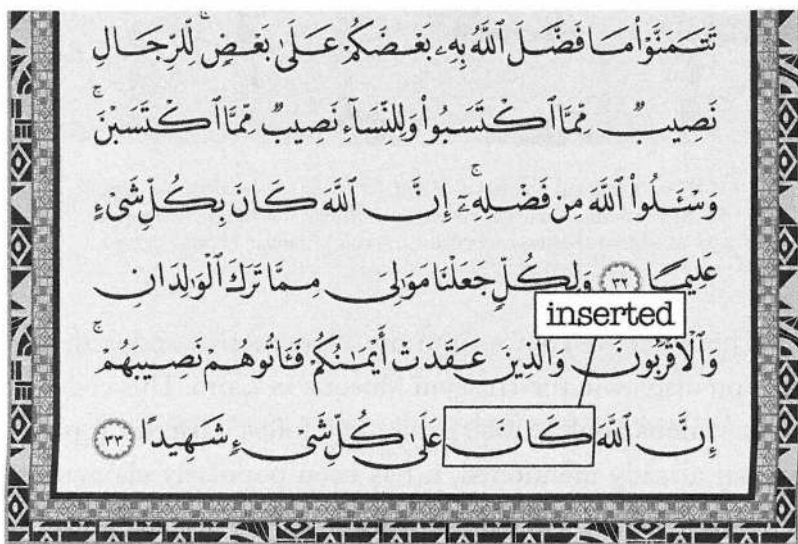 تَتَمَنَّوْا۟ مَا فَضَّلَ ٱللَّهُ بِهِۦ بَعْضَكُمْ عَلَىٰ بَعْضٍ ۚ لِّلرِّجَالِ
نَصِيبٌ مِّمَّا ٱكْتَسَبُوا۟ وَلِلنِّسَآءِ نَصِيبٌ مِّمَّا ٱكْتَسَبْنَ ۚ
وَسْـَٔلُوا۟ ٱللَّهَ مِن فَضْلِهِۦٓ ۗ إِنَّ ٱللَّهَ كَانَ بِكُلِّ شَىْءٍ
عَلِيمًا ٣٢ وَلِكُلٍّ جَعَلْنَا مَوَٰلِىَ مِمَّا تَرَكَ ٱلْوَٰلِدَانِ
inserted
وَٱلْأَقْرَبُونَ ۚ وَٱلَّذِينَ عَقَدَتْ أَيْمَـٰنُكُمْ فَـَٔاتُوهُمْ نَصِيبَهُمْ ۚ
إِنَّ ٱللَّهَ كَانَ عَلَىٰ كُلِّ شَىْءٍ شَهِيدًا ٣٣